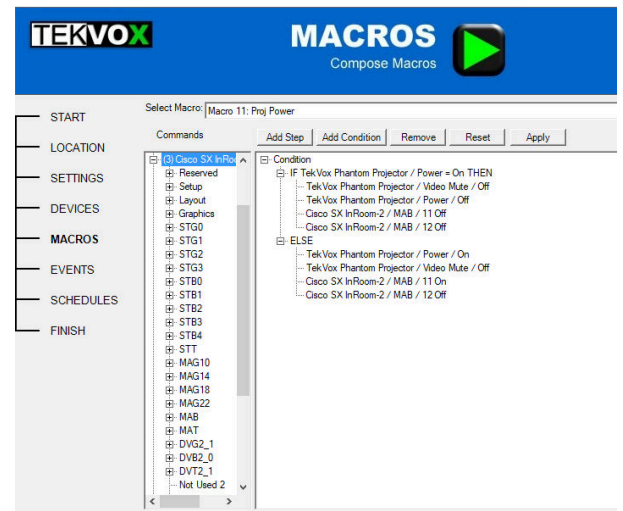 TEKVOX
MACROS
Compose Macros
START
LOCATION
SETTINGS
DEVICES
MACROS
EVENTS
SCHEDULES
FINISH
Select Macro: Macro 11: Proj Power
Commands
Add Step Add Condition Remove Reset Apply
(3) Cisco SX InRo
Reserved
Setup
Layout
Graphics
STG0
STG1
STG2
STG3
STB0
STB1
STB2
STB3
STB4
STT
MAG10
MAG14
MAG18
MAG22
MAB
MAT
DVG2_1
DVB2_0
DVT2_1
Not Used 2
Condition
IF TekVox Phantom Projector / Power = On THEN
TekVox Phantom Projector / Video Mute / Off
TekVox Phantom Projector / Power / Off
Cisco SX InRoom-2 / MAB / 11 Off
Cisco SX InRoom-2 / MAB / 12 Off
ELSE
TekVox Phantom Projector / Power / On
TekVox Phantom Projector / Video Mute / Off
Cisco SX InRoom-2 / MAB / 11 On
Cisco SX InRoom-2 / MAB / 12 Off